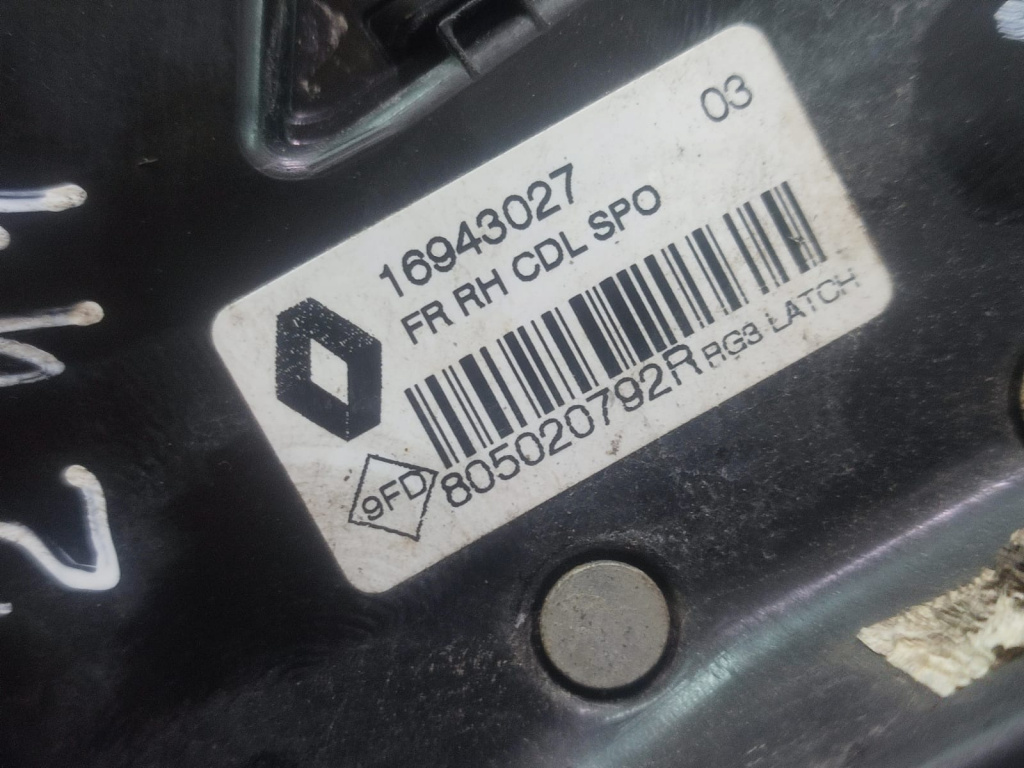 03
16943027
FR RH CDL SPO
805020792R RG3 LATCH
9FD